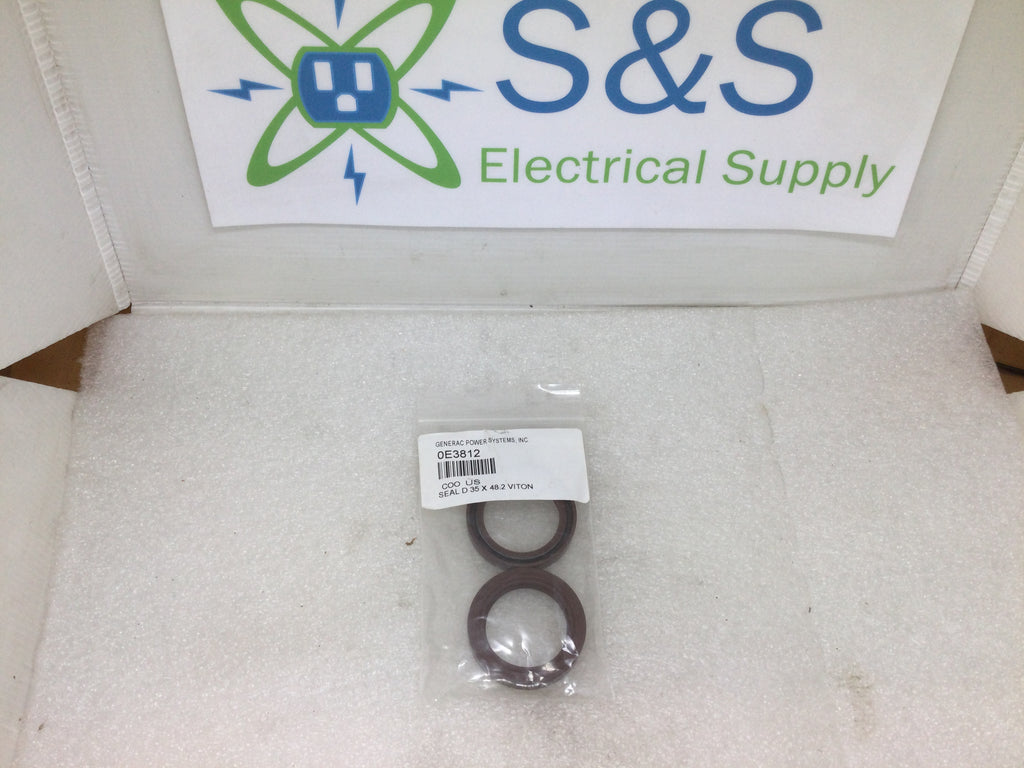 S&S
Electrical Supply
GENERAC POWER SYSTEMS, INC
0E3812
COO US
SEAL D 35 X 48.2 VITON